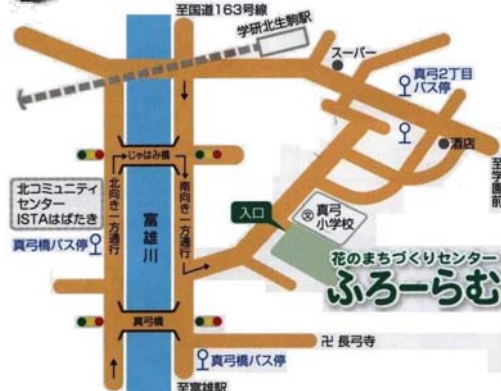 至国道163号線
学研北生駒駅
スーパー
真弓2丁目
バス停
酒店
至学園前
じゃはみ橋
北コミュニティ
センター
ISTAはばたき
北向き一方通行
南向き一方通行
富雄川
入口
真弓
小学校
文
真弓橋バス停
花のまちづくりセンター
ふろーらむ
真弓橋
卍 長弓寺
真弓橋バス停
至富雄駅